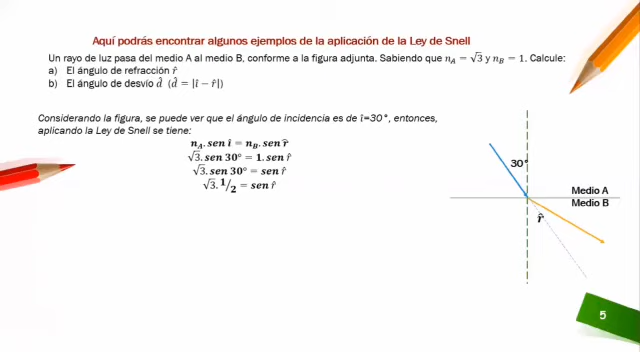 Aquí podrás encontrar algunos ejemplos de la aplicación de la Ley de Snell
Un rayo de luz pasa del medio A al medio B, conforme a la figura adjunta. Sabiendo que n_A = √3 y n_B = 1. Calcule:
a) El ángulo de refracción r̂
b) El ángulo de desvío d̂ (d̂ = |î − r̂|)
Considerando la figura, se puede ver que el ángulo de incidencia es de î=30°, entonces,
aplicando la Ley de Snell se tiene:
n_A. sen î = n_B. sen r̂
√3. sen 30° = 1. sen r̂
√3. sen 30° = sen r̂
√3. 1/2 = sen r̂
30°
Medio A
Medio B
r̂
5